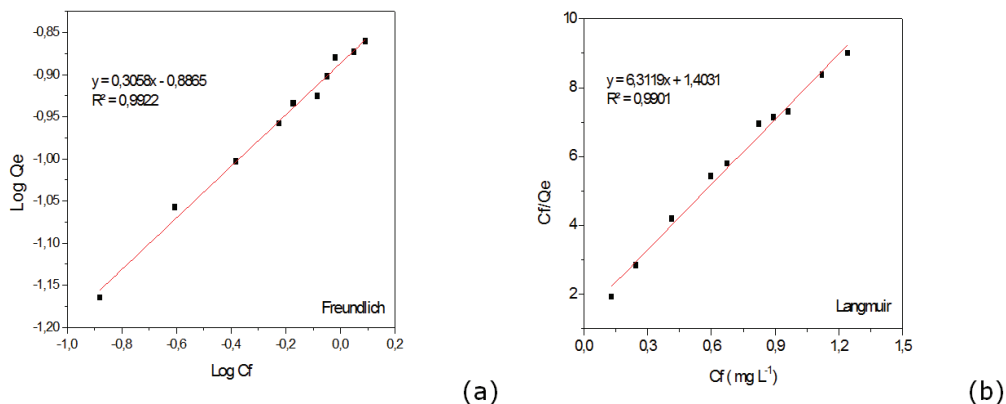 -0,85
-0,90
-0,95
-1,00
-1,05
-1,10
-1,15
-1,20
Log Qe
y = 0,3058x - 0,8865
R² = 0,9922
Freundlich
-1,0 -0,8 -0,6 -0,4 -0,2 0,0 0,2
Log Cf
(a)
10
8
6
4
2
Cf/Qe
y = 6,3119x + 1,4031
R² = 0,9901
Langmuir
0,0 0,3 0,6 0,9 1,2 1,5
Cf ( mg L⁻¹)
(b)